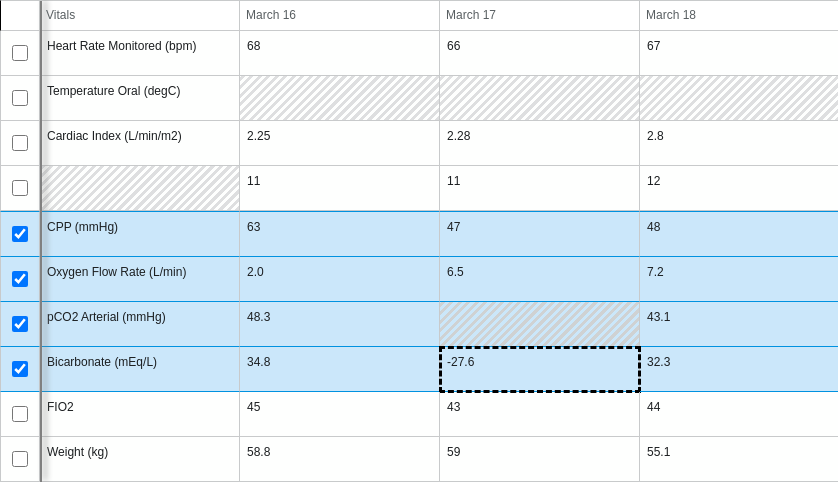 Vitals March 16 March 17 March 18
Heart Rate Monitored (bpm) 68 66 67
Temperature Oral (degC)
Cardiac Index (L/min/m2) 2.25 2.28 2.8
11 11 12
CPP (mmHg) 63 47 48
Oxygen Flow Rate (L/min) 2.0 6.5 7.2
pCO2 Arterial (mmHg) 48.3 43.1
Bicarbonate (mEq/L) 34.8 -27.6 32.3
FIO2 45 43 44
Weight (kg) 58.8 59 55.1